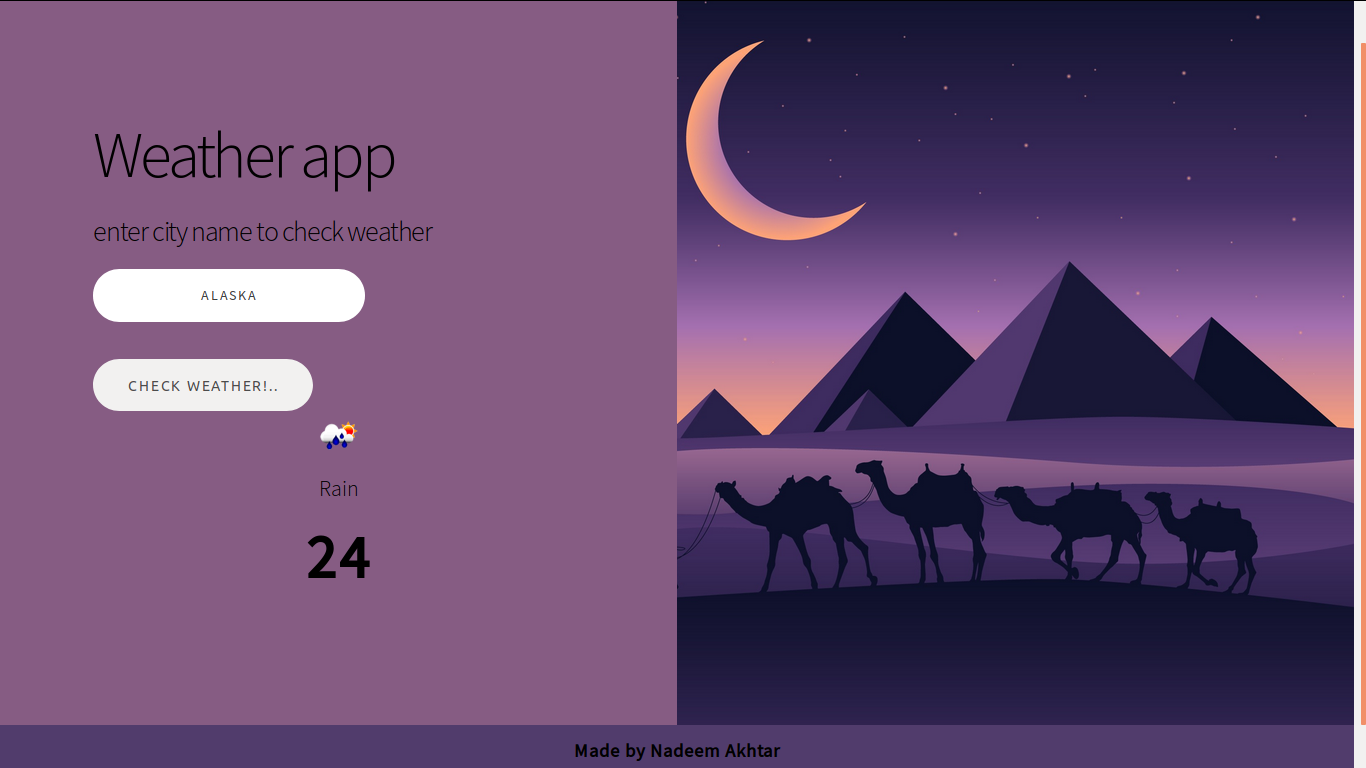 Weather app
enter city name to check weather
ALASKA
CHECK WEATHER!..
Rain
24
Made by Nadeem Akhtar